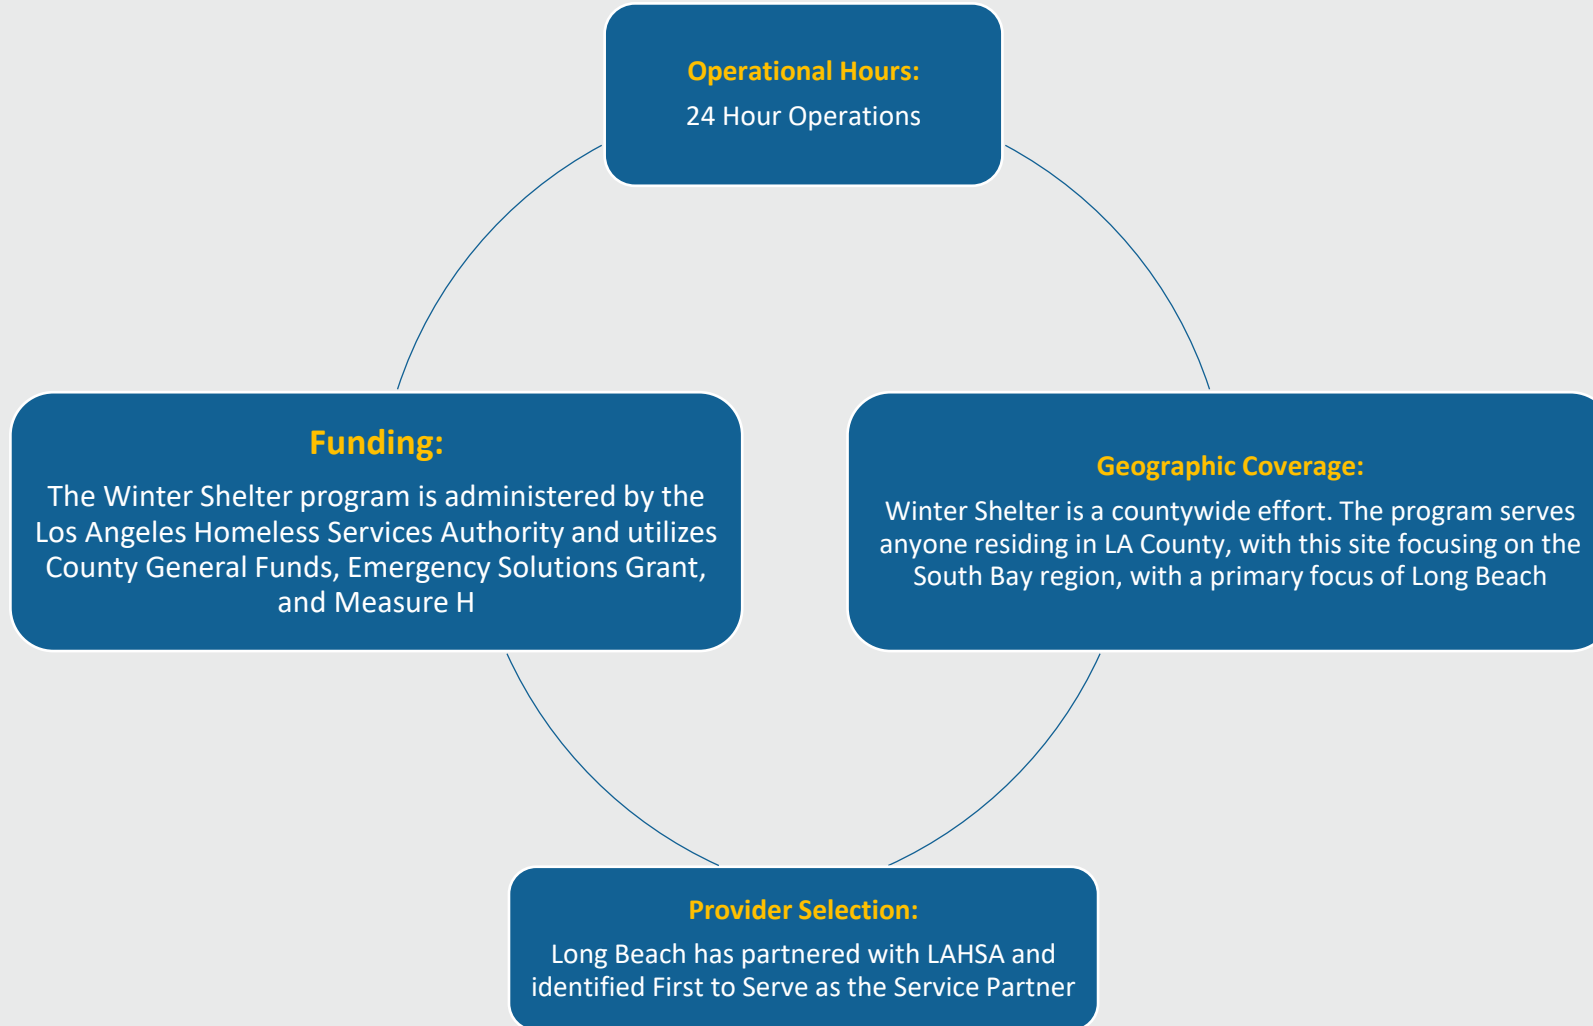 Operational Hours:
24 Hour Operations
Funding:
The Winter Shelter program is administered by the
Los Angeles Homeless Services Authority and utilizes
County General Funds, Emergency Solutions Grant,
and Measure H
Geographic Coverage:
Winter Shelter is a countywide effort. The program serves
anyone residing in LA County, with this site focusing on the
South Bay region, with a primary focus of Long Beach
Provider Selection:
Long Beach has partnered with LAHSA and
identified First to Serve as the Service Partner